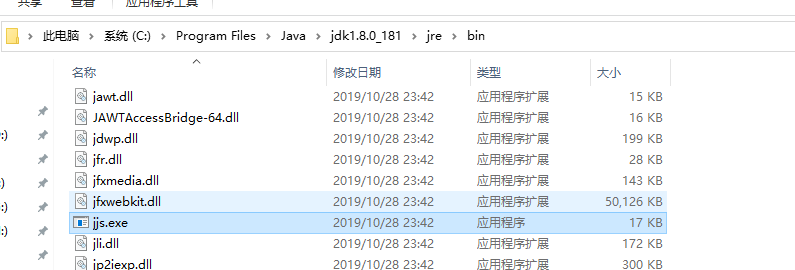 共享 查看 应用程序工具
此电脑 > 系统 (C:) > Program Files > Java > jdk1.8.0_181 > jre > bin
名称 修改日期 类型 大小
jawt.dll 2019/10/28 23:42 应用程序扩展 15 KB
JAWTAccessBridge-64.dll 2019/10/28 23:42 应用程序扩展 16 KB
:) jdwp.dll 2019/10/28 23:42 应用程序扩展 199 KB
jfr.dll 2019/10/28 23:42 应用程序扩展 28 KB
:) jfxmedia.dll 2019/10/28 23:42 应用程序扩展 143 KB
:) jfxwebkit.dll 2019/10/28 23:42 应用程序扩展 50,126 KB
:) jjs.exe 2019/10/28 23:42 应用程序 17 KB
jli.dll 2019/10/28 23:42 应用程序扩展 172 KB
jp2iexp.dll 2019/10/28 23:42 应用程序扩展 300 KB